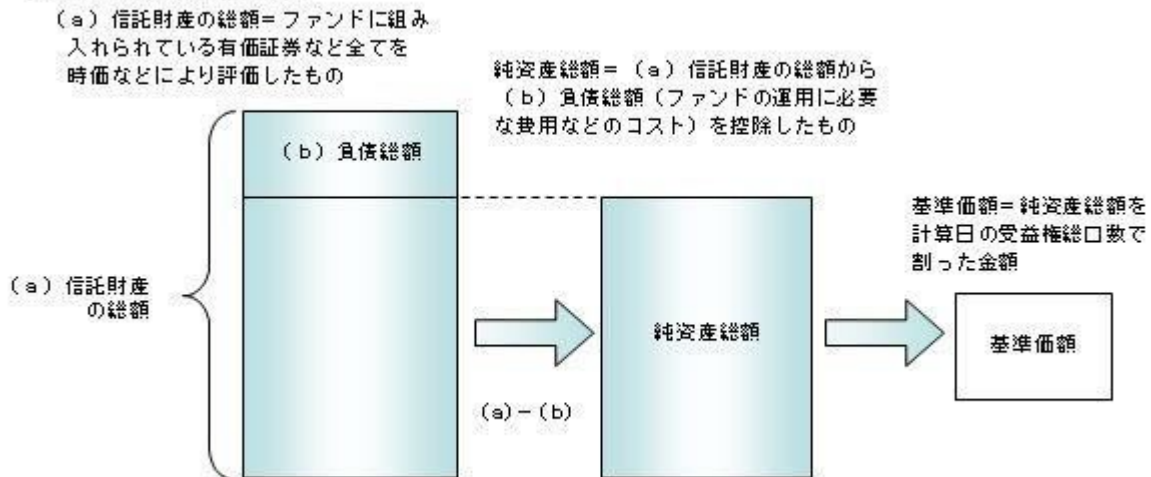 (a)信託財産の総額=ファンドに組み
入れられている有価証券など全てを
時価などにより評価したもの
純資産総額=(a)信託財産の総額から
(b)負債総額(ファンドの運用に必要
な費用などのコスト)を控除したもの
(b)負債総額
基準価額=純資産総額を
計算日の受益権総口数で
割った金額
(a)信託財産
の総額
純資産総額
基準価額
(a)-(b)